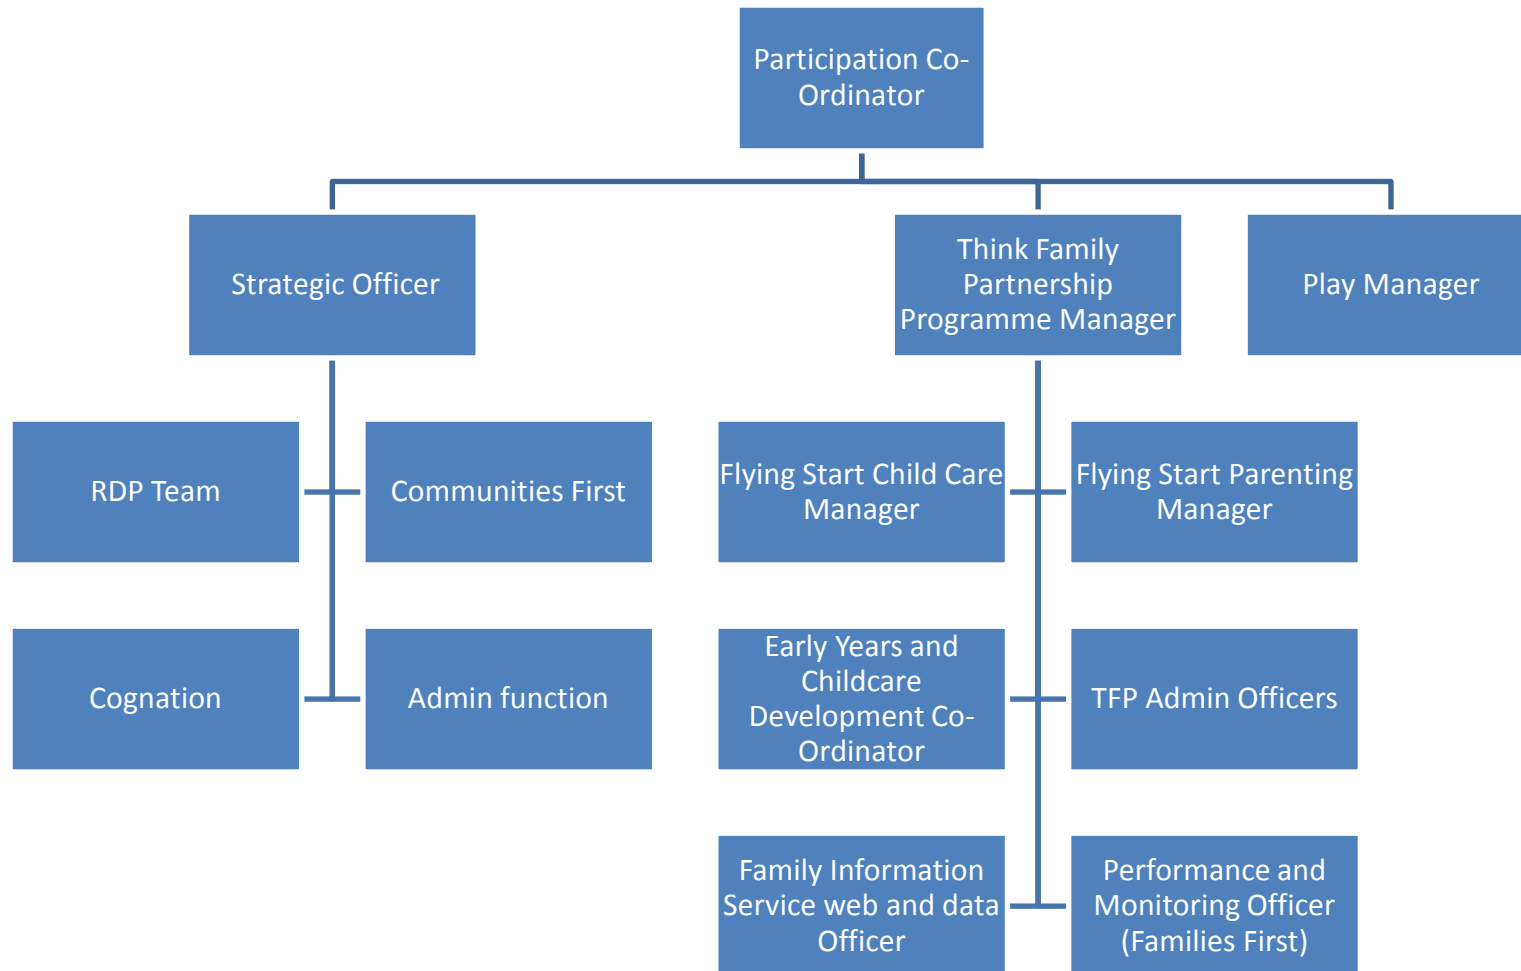 Participation Co-
Ordinator
Strategic Officer
Think Family
Partnership
Programme Manager
Play Manager
RDP Team
Communities First
Flying Start Child Care
Manager
Flying Start Parenting
Manager
Cognation
Admin function
Early Years and
Childcare
Development Co-
Ordinator
TFP Admin Officers
Family Information
Service web and data
Officer
Performance and
Monitoring Officer
(Families First)